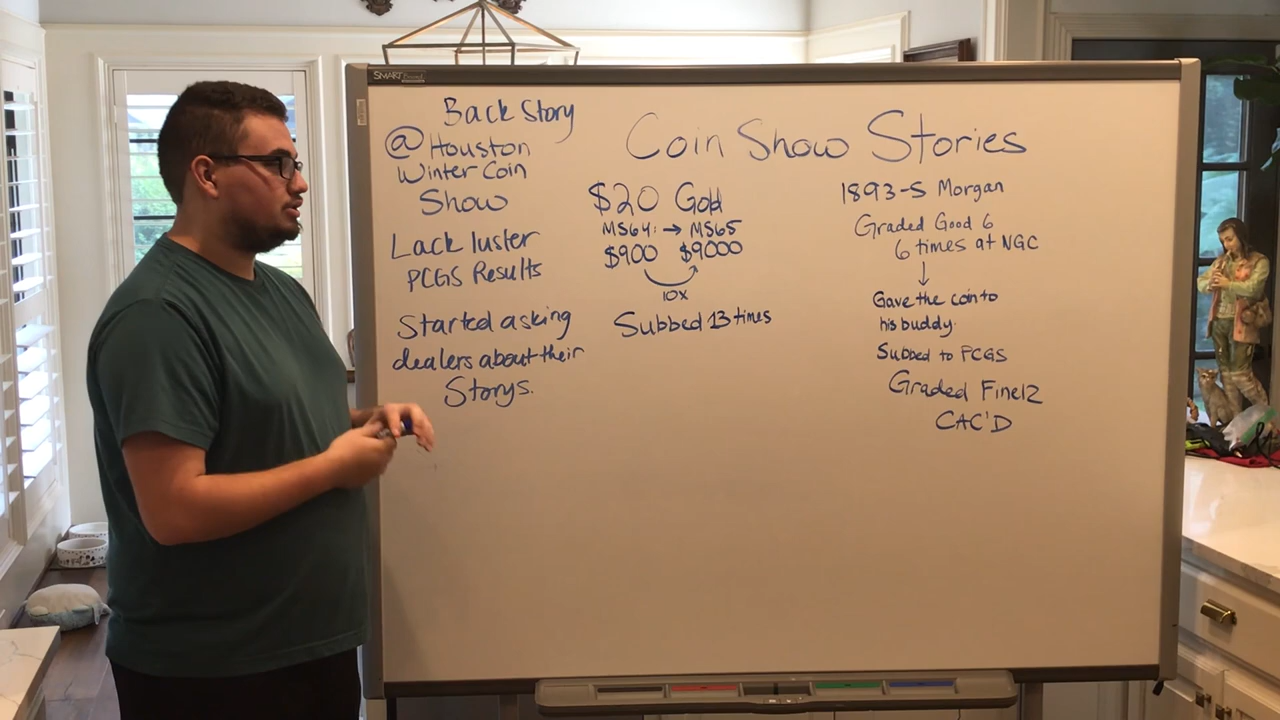 SMART Board
Back Story
@ Houston
Winter Coin
Show
Lack luster
PCGS Results
Started asking
dealers about their
Storys.
Coin Show Stories
$20 Gold
MS64: → MS65
$900 $9000
10x
Subbed 13 times
1893-S Morgan
Graded Good 6
6 times at NGC
↓
Gave the coin to
his buddy.
Subbed to PCGS
Graded Fine12
CAC'D